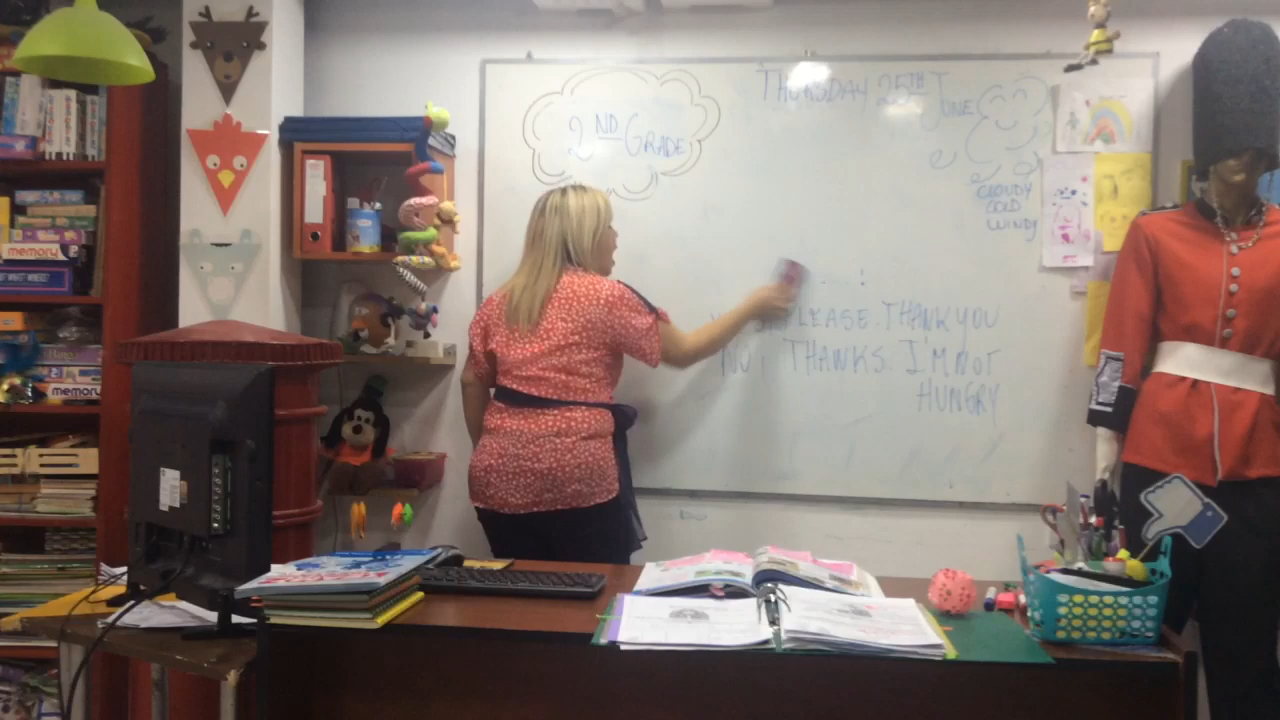 2ND GRADE
THURSDAY 25TH JUNE
CLOUDY
COLD
WINDY
PLEASE. THANK YOU
NO, THANKS. I'M NOT
HUNGRY
memory
memory